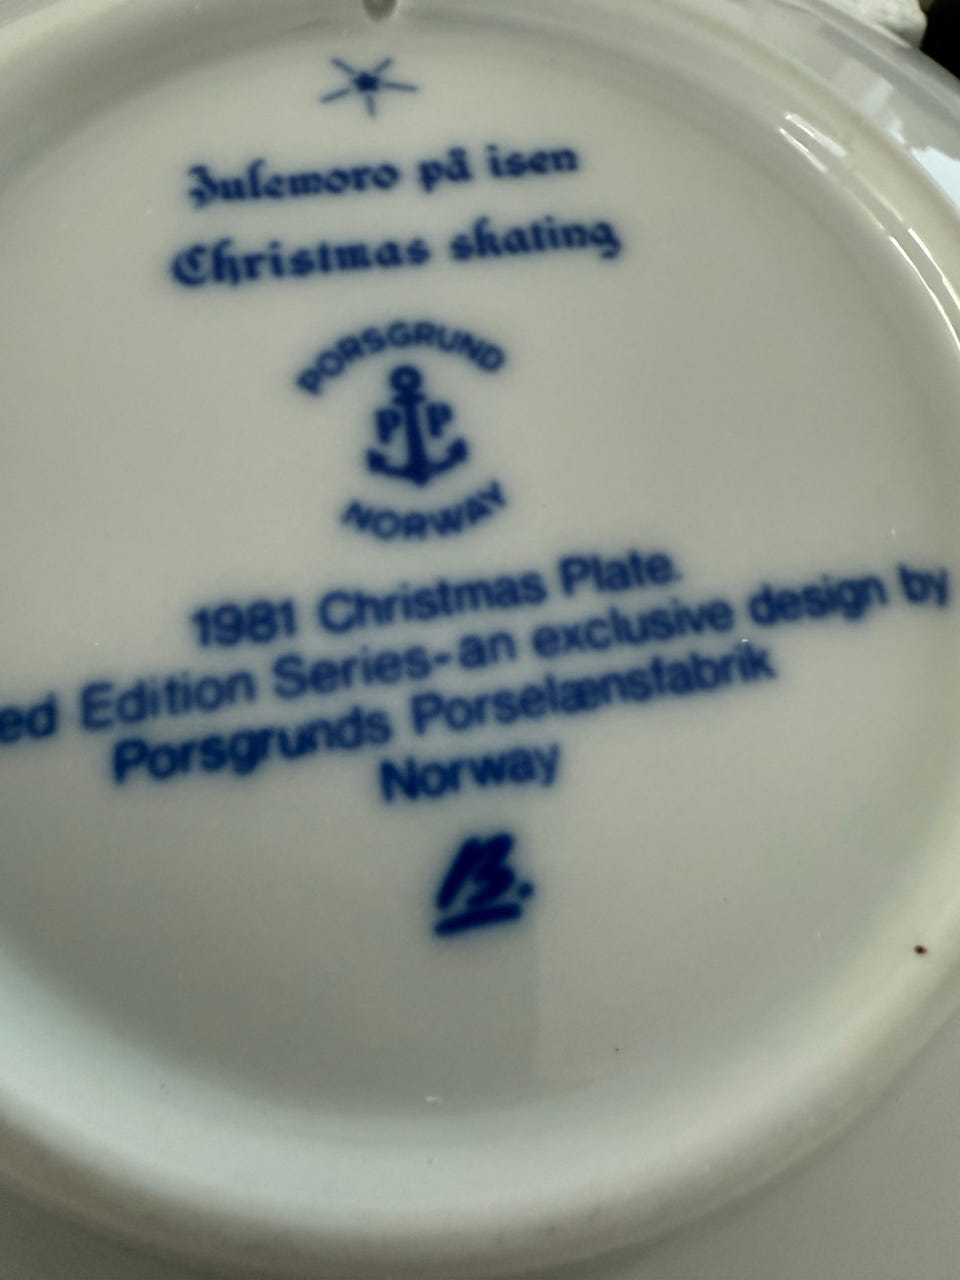 Julemoro på isen
Christmas skating
PORSGRUND
P P
NORWAY
1981 Christmas Plate.
ed Edition Series-an exclusive design by
Porsgrunds Porselænsfabrik
Norway
B.